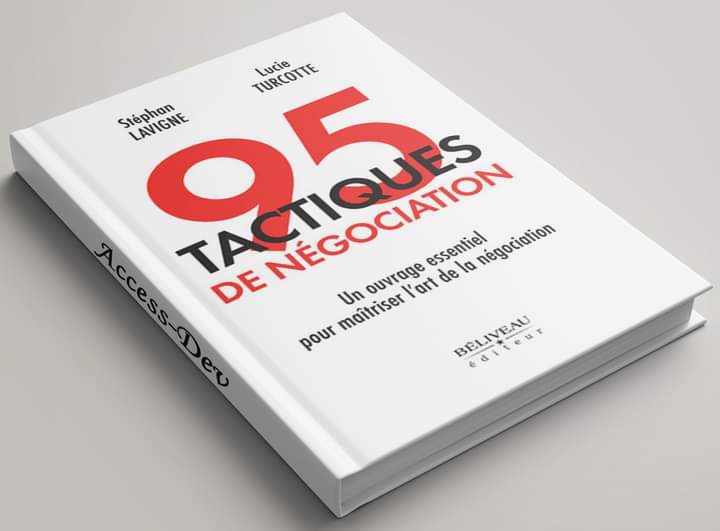 Stéphan
LAVIGNE
Lucie
TURCOTTE
95
TACTIQUES
DE NÉGOCIATION
Un ouvrage essentiel
pour maîtriser l'art de la négociation
BÉLIVEAU
éditeur
Access-Dev